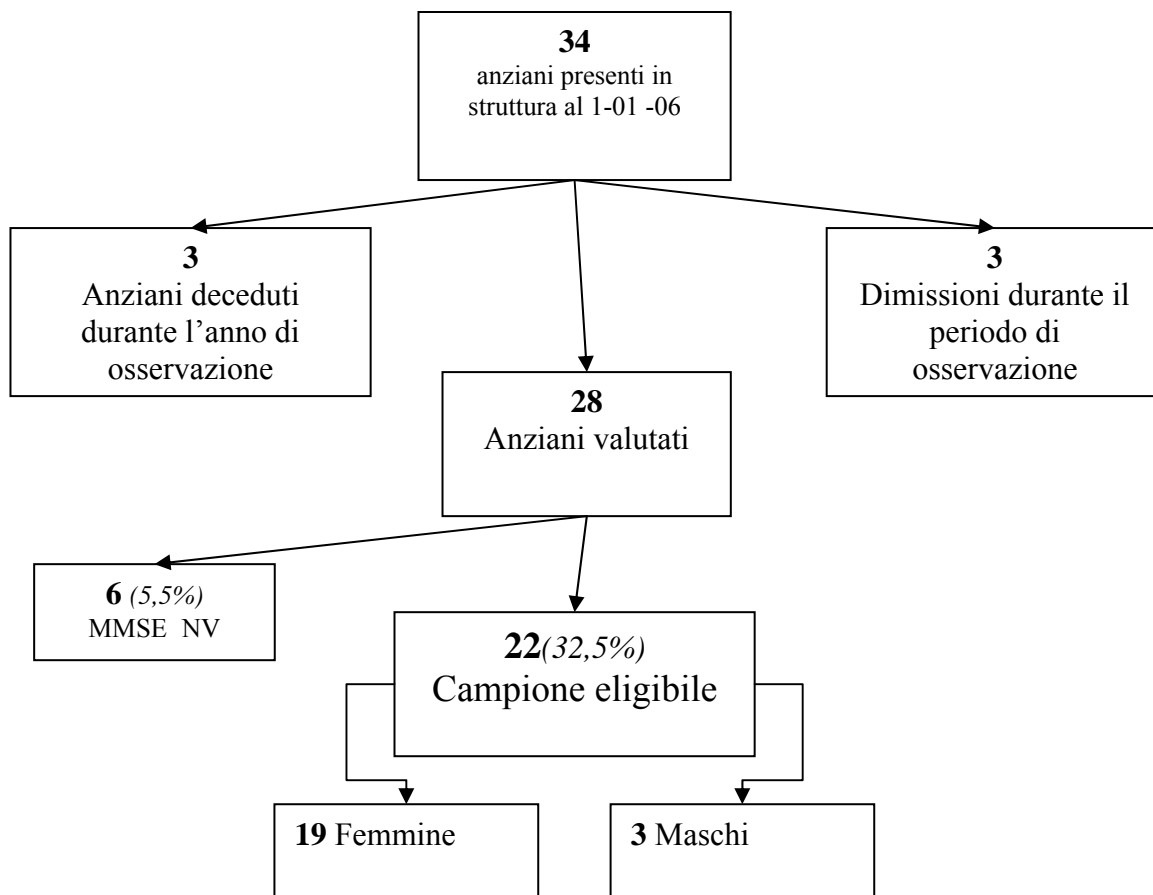 34
anziani presenti in
struttura al 1-01 -06
3
Anziani deceduti
durante l’anno di
osservazione
3
Dimissioni durante il
periodo di
osservazione
28
Anziani valutati
6 (5,5%)
MMSE NV
22(32,5%)
Campione eligibile
19 Femmine
3 Maschi